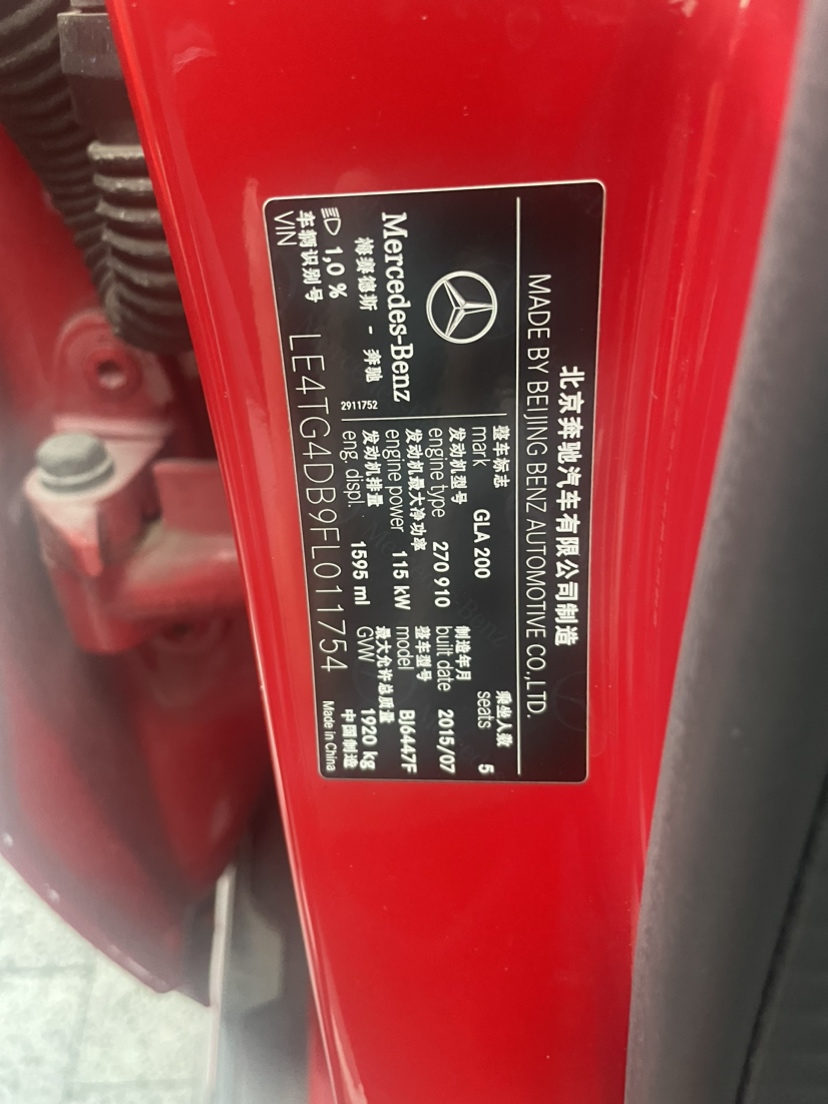 北京奔驰汽车有限公司制造
MADE BY BEIJING BENZ AUTOMOTIVE CO.,LTD.
Mercedes-Benz
梅赛德斯 - 奔驰
1,0 %
2911752
整车标志
mark GLA 200
乘坐人数
seats 5
发动机型号
engine type 270 910
制造年月
built date 2015/07
发动机最大净功率
engine power 115 kW
整车型号
model BJ6447F
发动机排量
eng. displ. 1595 ml
最大允许总质量
GVW 1920 kg
车辆识别号
VIN LE4TG4DB9FL011754
中国制造
Made in China